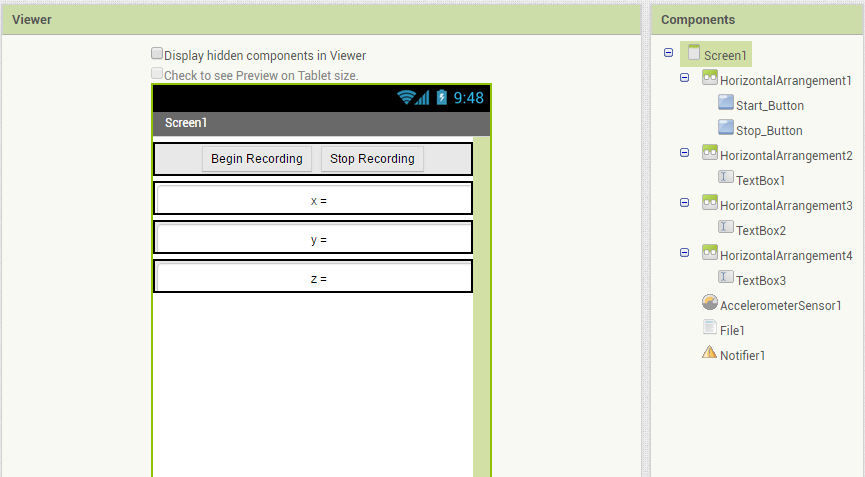 Viewer
Display hidden components in Viewer
Check to see Preview on Tablet size.
9:48
Screen1
Begin Recording Stop Recording
x =
y =
z =
Components
Screen1
HorizontalArrangement1
Start_Button
Stop_Button
HorizontalArrangement2
TextBox1
HorizontalArrangement3
TextBox2
HorizontalArrangement4
TextBox3
AccelerometerSensor1
File1
Notifier1